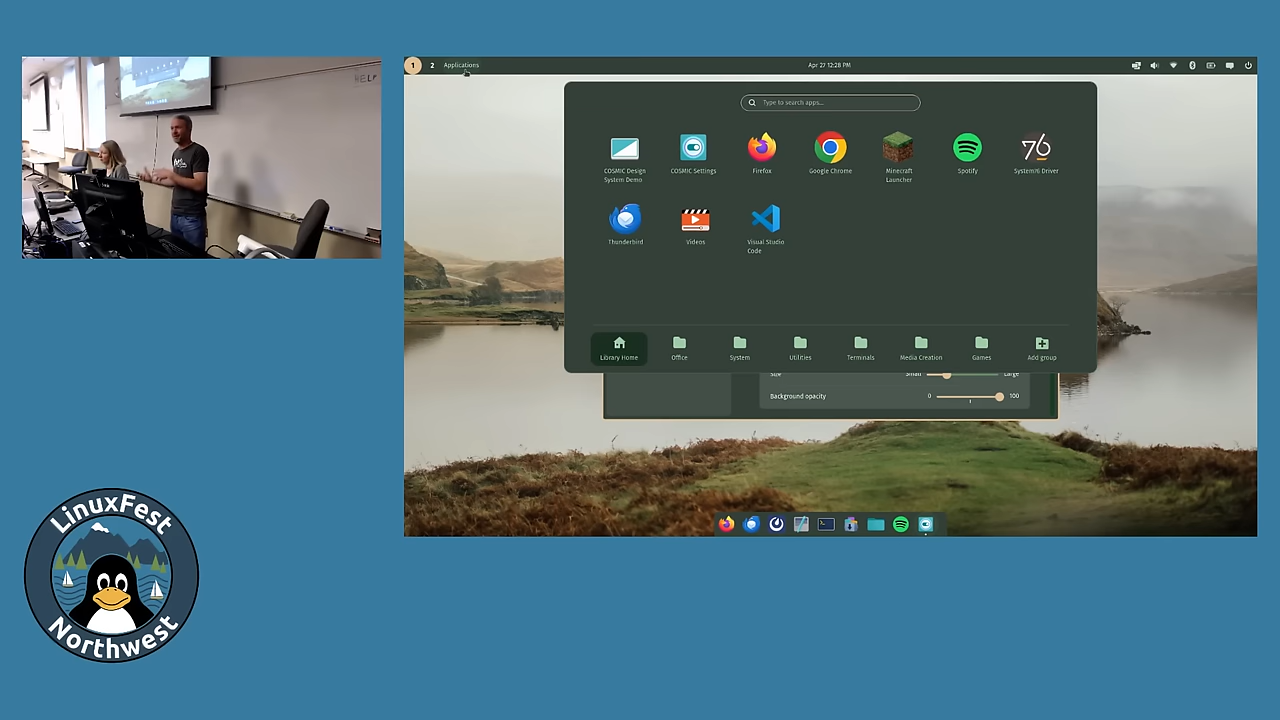 HELP
1 2 Applications Apr 27 12:28 PM
Type to search apps...
COSMIC Design System Demo
COSMIC Settings
Firefox
Google Chrome
Minecraft Launcher
Spotify
System76 Driver
Thunderbird
Videos
Visual Studio Code
Library Home
Office
System
Utilities
Terminals
Media Creation
Games
Add group
Size Small Large
Background opacity 0 100
LinuxFest
Northwest